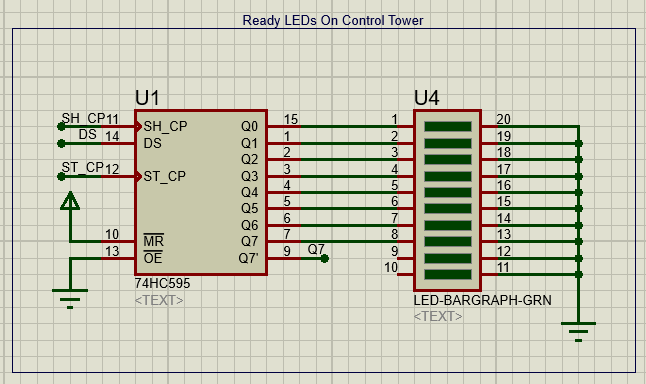 Ready LEDs On Control Tower
U1
U4
SH_CP 11 SH_CP Q0 15 1 20
DS 14 DS Q1 1 2 19
Q2 2 3 18
ST_CP 12 ST_CP Q3 3 4 17
Q4 4 5 16
Q5 5 6 15
Q6 6 7 14
10 MR Q7 7 8 13
13 OE Q7' 9 Q7 9 12
10 11
74HC595
<TEXT>
LED-BARGRAPH-GRN
<TEXT>